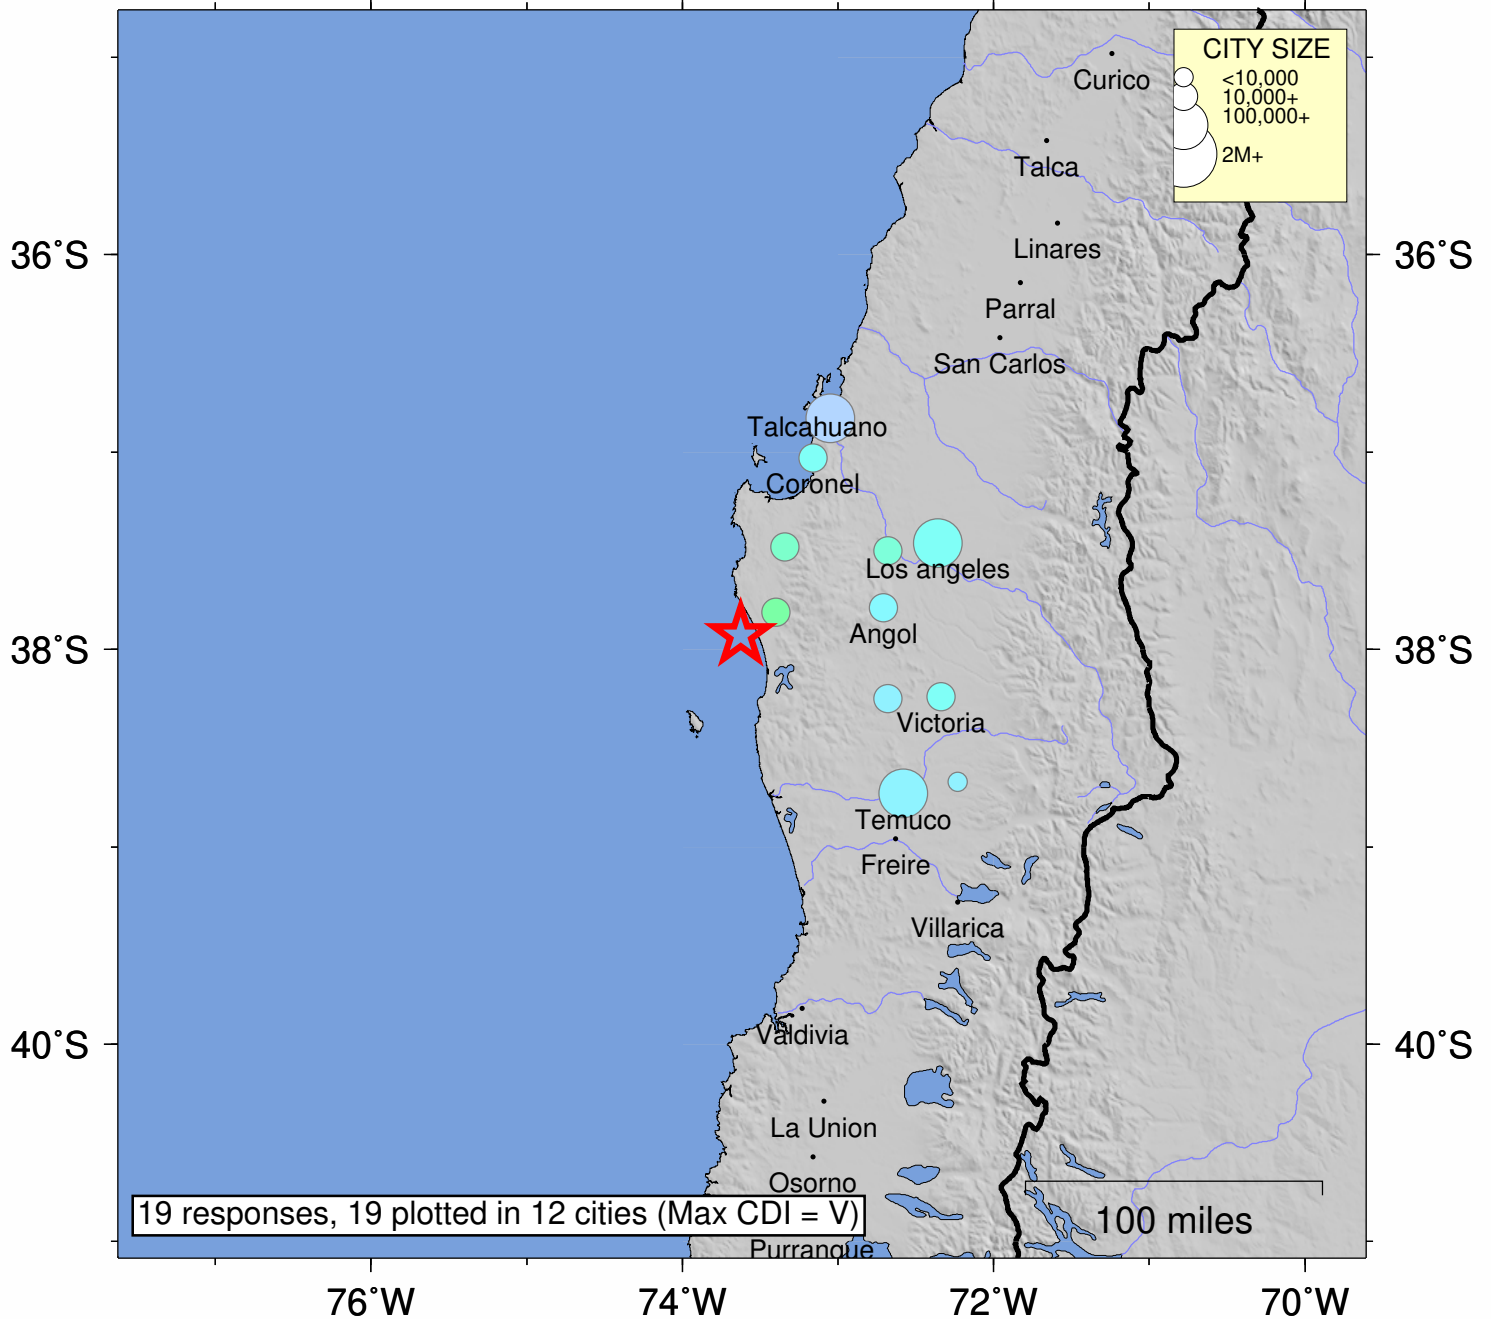 CITY SIZE
<10,000
10,000+
100,000+
2M+
Curico
Talca
Linares
Parral
San Carlos
Talcahuano
Coronel
Los angeles
Angol
Victoria
Temuco
Freire
Villarica
Valdivia
La Union
Osorno
Purranque
36°S
36°S
38°S
38°S
40°S
40°S
19 responses, 19 plotted in 12 cities (Max CDI = V)
100 miles
76°W
74°W
72°W
70°W